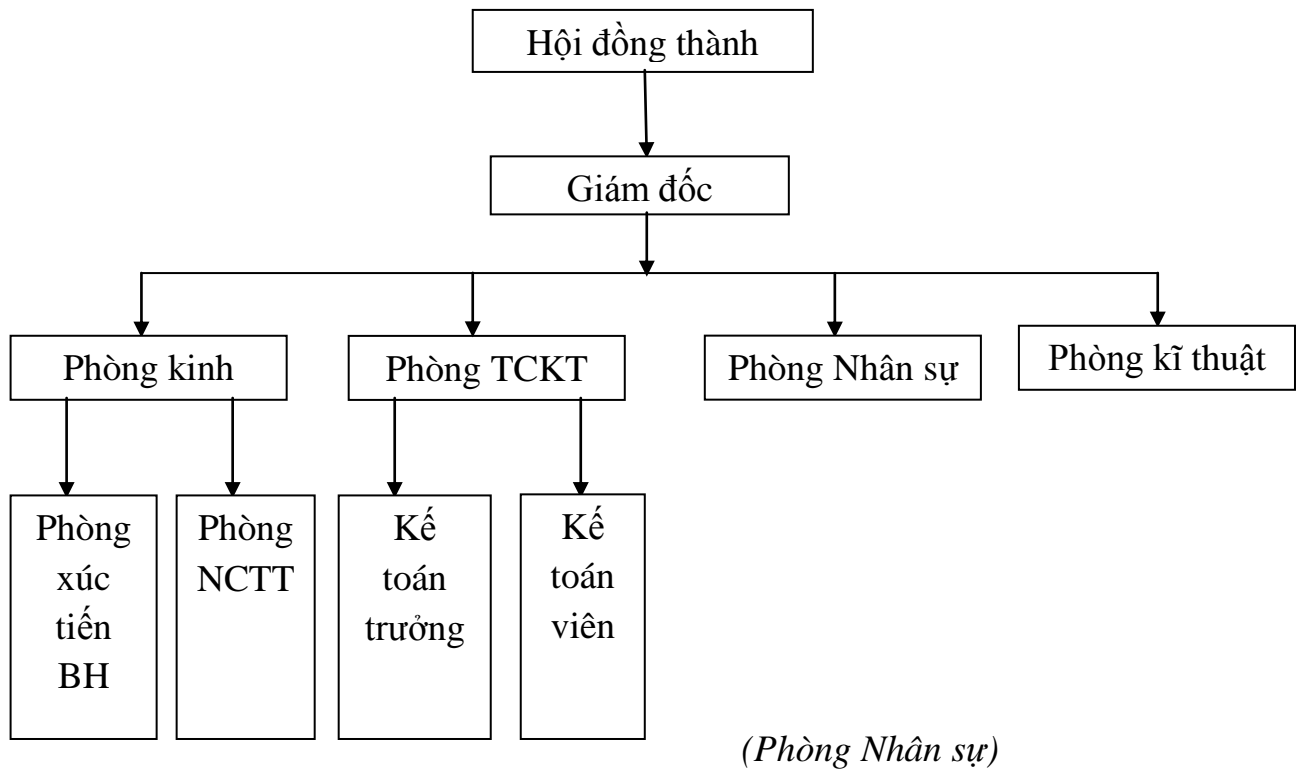 Hội đồng thành
Giám đốc
Phòng kinh
Phòng TCKT
Phòng Nhân sự
Phòng kĩ thuật
Phòng
xúc
tiến
BH
Phòng
NCTT
Kế
toán
trưởng
Kế
toán
viên
(Phòng Nhân sự)